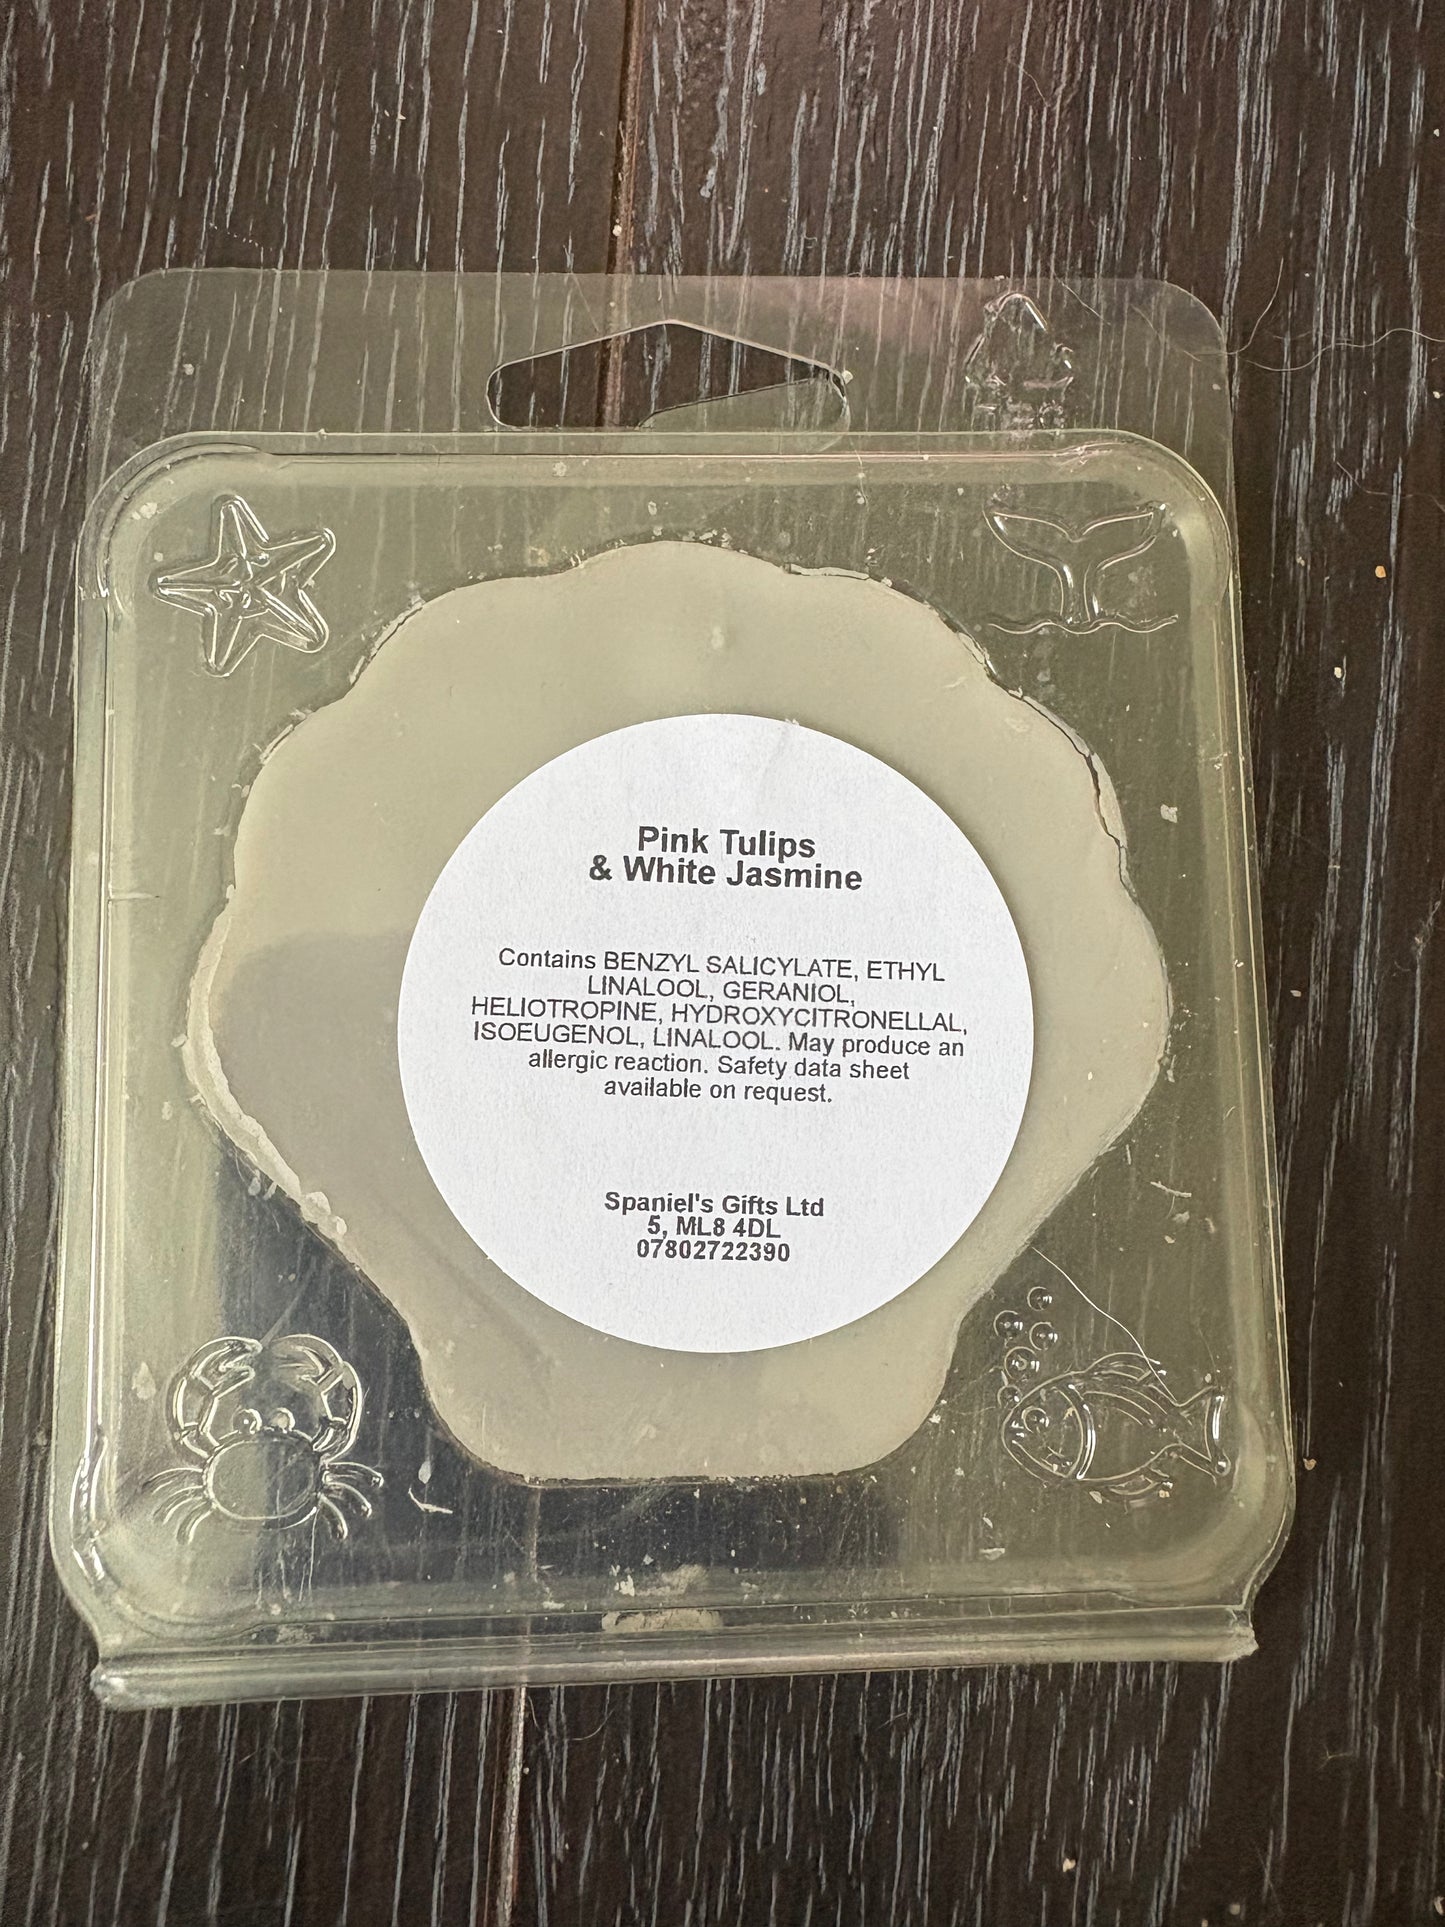 Pink Tulips
& White Jasmine
Contains BENZYL SALICYLATE, ETHYL
LINALOOL, GERANIOL,
HELIOTROPINE, HYDROXYCITRONELLAL,
ISOEUGENOL, LINALOOL. May produce an
allergic reaction. Safety data sheet
available on request.
Spaniel's Gifts Ltd
5, ML8 4DL
07802722390